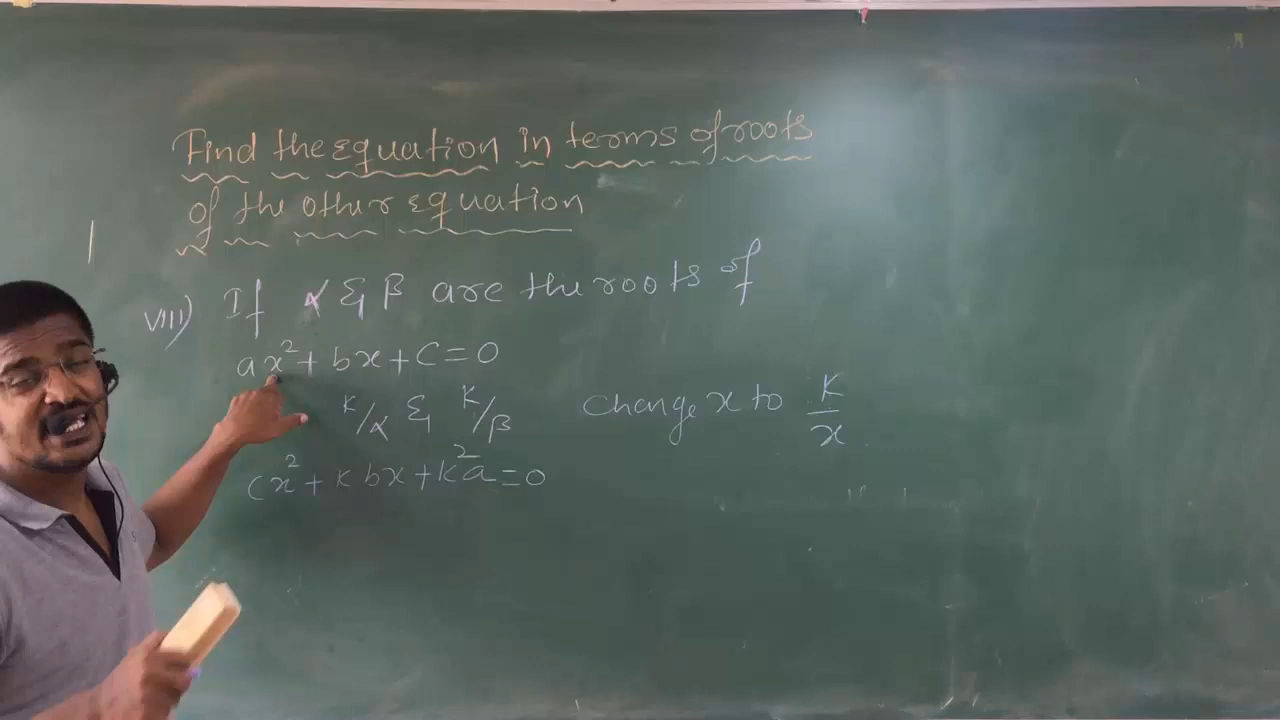 Find the equation in terms of roots
of the other equation
VIII) If α & β are the roots of
ax²+bx+c=0
K/α & K/β
Change x to K/x
cx²+Kbx+K²a=0